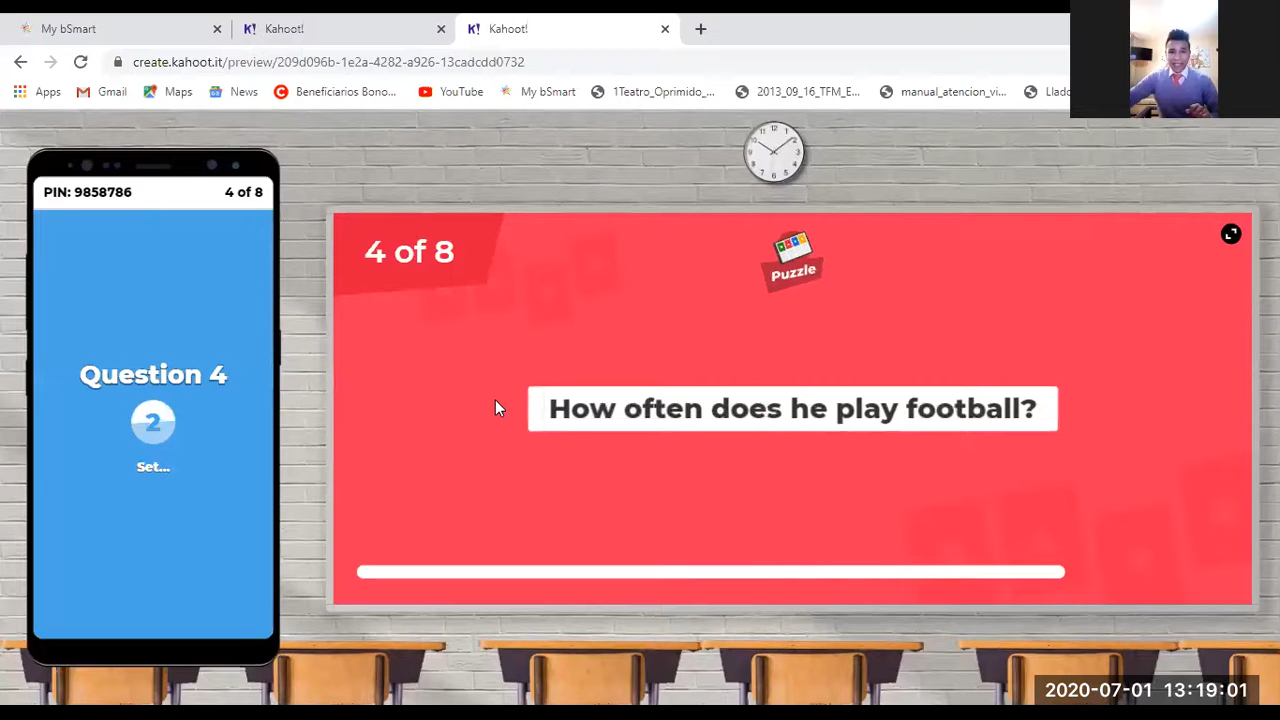 My bSmart
Kahoot!
Kahoot!
create.kahoot.it/preview/209d096b-1e2a-4282-
Apps
Gmail
Maps
News
Beneficiarios Bono...
YouTube
My bSmart
1Teatro_Oprimido_...
2013_09_16_TFM_E...
manual_atencion_vi...
Llad
PIN: 9858786
4 of 8
Question 4
2
Set...
4 of 8
Puzzle
How often does he play football?
2020-07-01 13:19:01